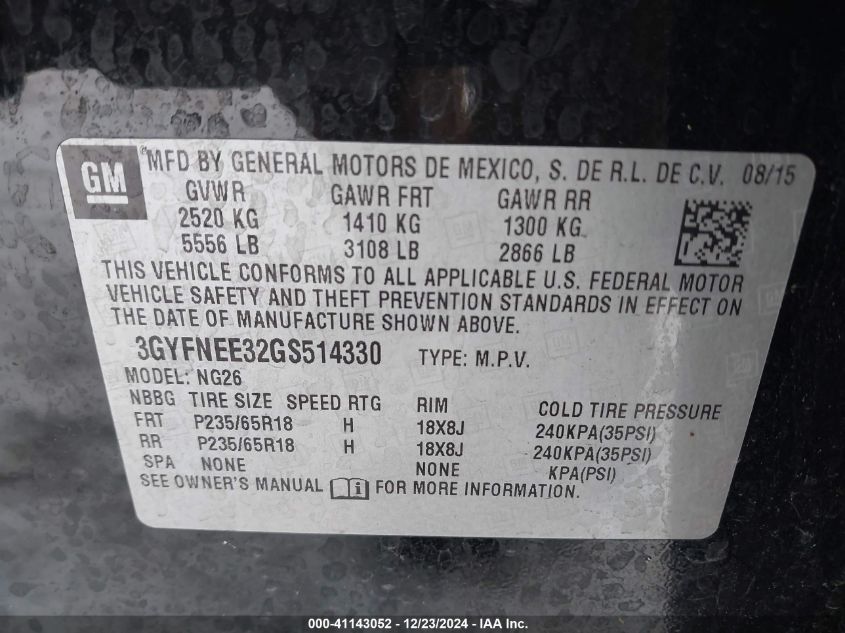 GM
MFD BY GENERAL MOTORS DE MEXICO, S. DE R.L. DE C.V. 08/15
GVWR GAWR FRT GAWR RR
2520 KG 1410 KG 1300 KG
5556 LB 3108 LB 2866 LB
THIS VEHICLE CONFORMS TO ALL APPLICABLE U.S. FEDERAL MOTOR
VEHICLE SAFETY AND THEFT PREVENTION STANDARDS IN EFFECT ON
THE DATE OF MANUFACTURE SHOWN ABOVE.
3GYFNEE32GS514330 TYPE: M.P.V.
MODEL: NG26
NBBG TIRE SIZE SPEED RTG RIM COLD TIRE PRESSURE
FRT P235/65R18 H 18X8J 240KPA(35PSI)
RR P235/65R18 H 18X8J 240KPA(35PSI)
SPA NONE NONE KPA(PSI)
SEE OWNER'S MANUAL FOR MORE INFORMATION.
000-41143052 - 12/23/2024 - IAAI.com